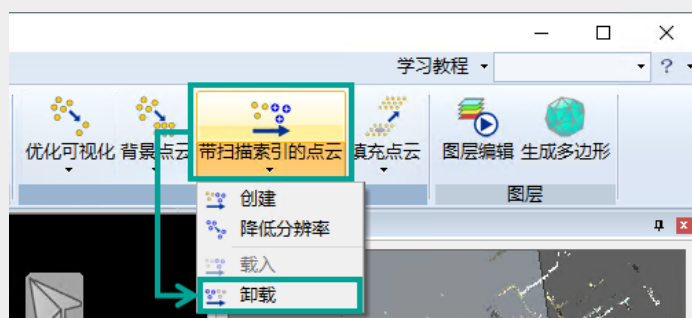 学习教程
?
优化可视化 背景点云 带扫描索引的点云 填充点云 图层编辑 生成多边形
图层
创建
降低分辨率
载入
卸载